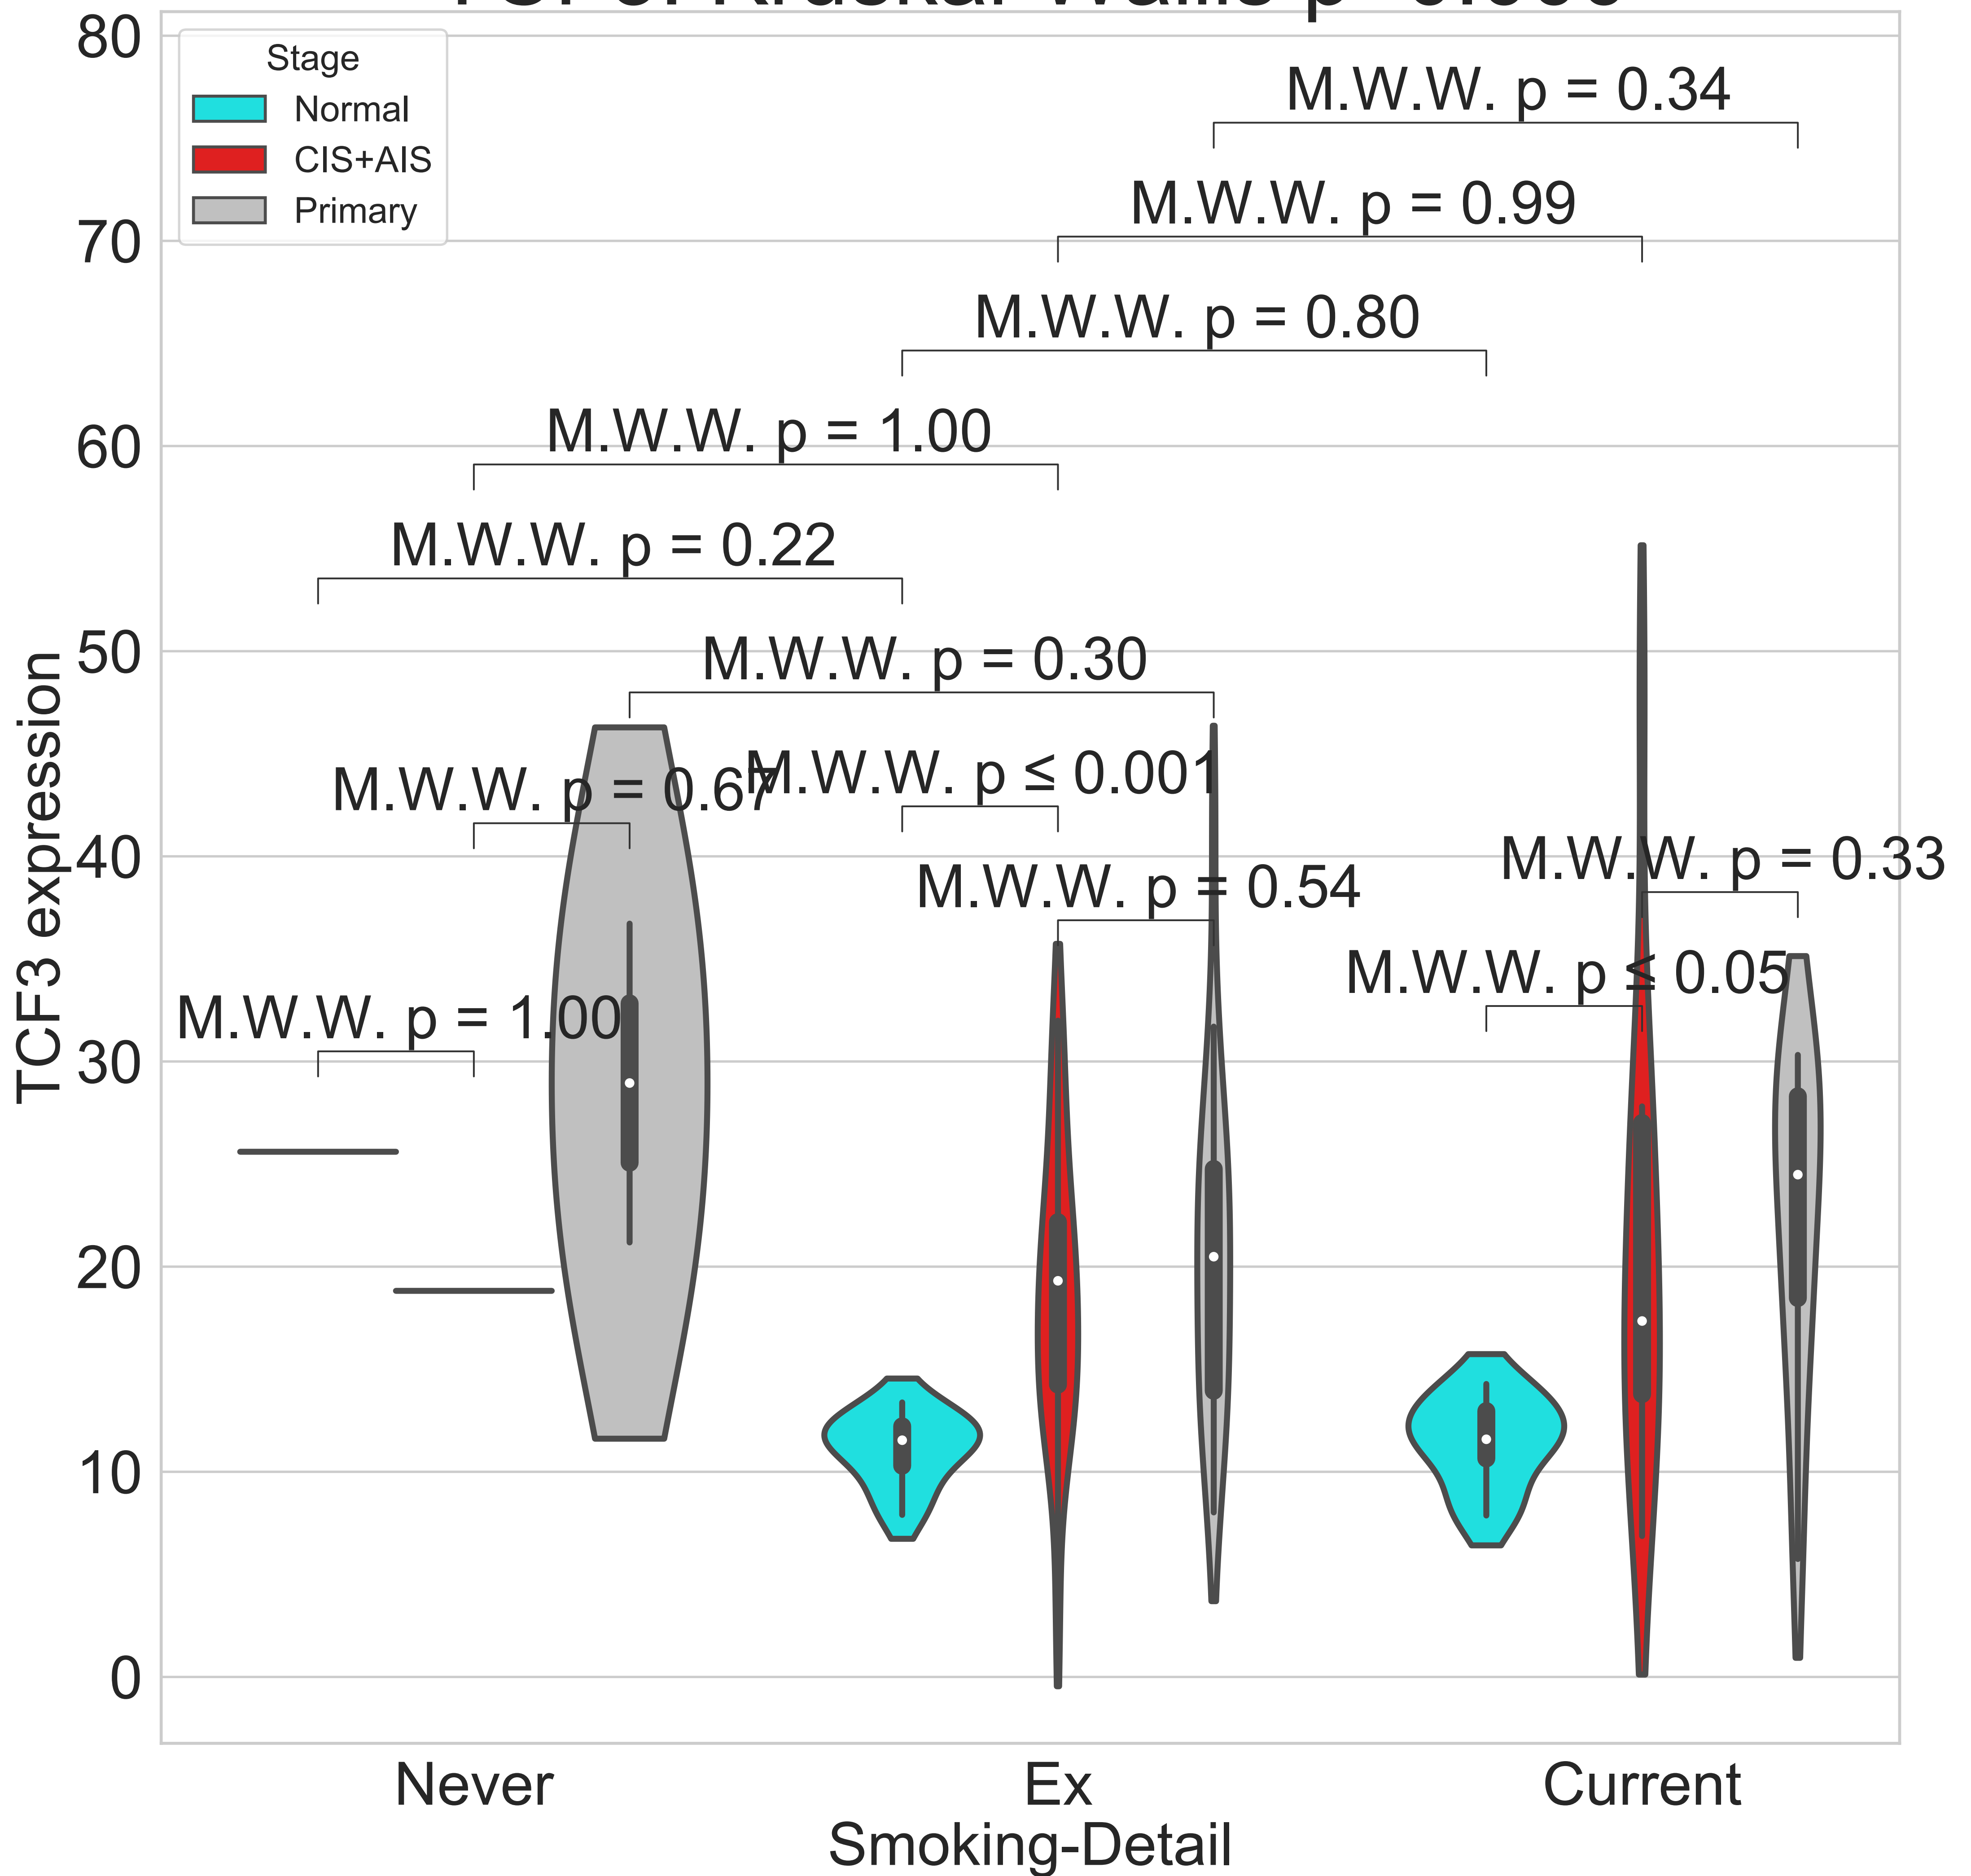 80
70
60
50
40
30
20
10
0
TCF3 expression
Stage
Normal
CIS+AIS
Primary
M.W.W. p = 0.34
M.W.W. p = 0.99
M.W.W. p = 0.80
M.W.W. p = 1.00
M.W.W. p = 0.22
M.W.W. p = 0.30
M.W.W. p = 0.67
M.W.W. p ≤ 0.001
M.W.W. p = 0.33
M.W.W. p = 0.54
M.W.W. p ≤ 0.05
M.W.W. p = 1.00
Never
Ex
Current
Smoking-Detail